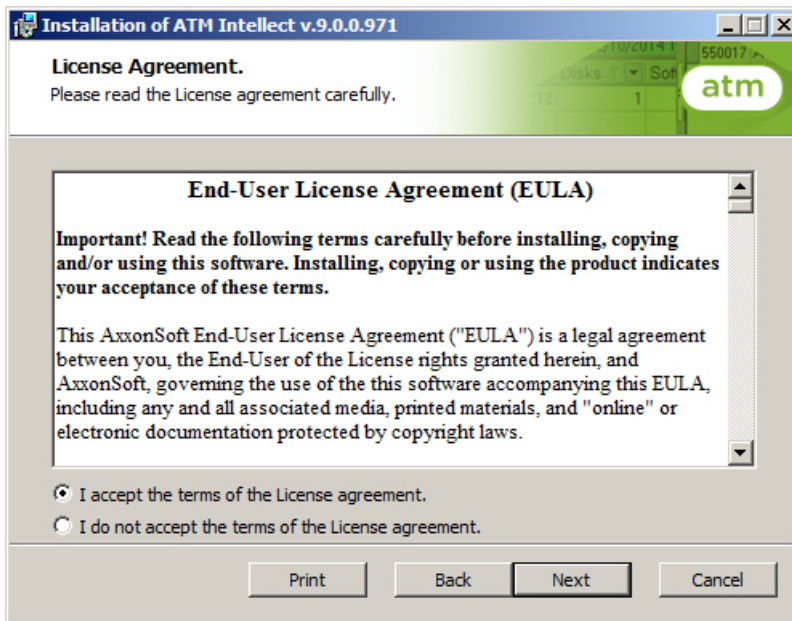 Installation of ATM Intellect v.9.0.0.971
License Agreement.
Please read the License agreement carefully.
/10/2014 1
550017
Disks
Sof
12
1
atm
End-User License Agreement (EULA)
Important! Read the following terms carefully before installing, copying
and/or using this software. Installing, copying or using the product indicates
your acceptance of these terms.
This AxxonSoft End-User License Agreement ("EULA") is a legal agreement
between you, the End-User of the License rights granted herein, and
AxxonSoft, governing the use of the this software accompanying this EULA,
including any and all associated media, printed materials, and "online" or
electronic documentation protected by copyright laws.
I accept the terms of the License agreement.
I do not accept the terms of the License agreement.
Print Back Next Cancel